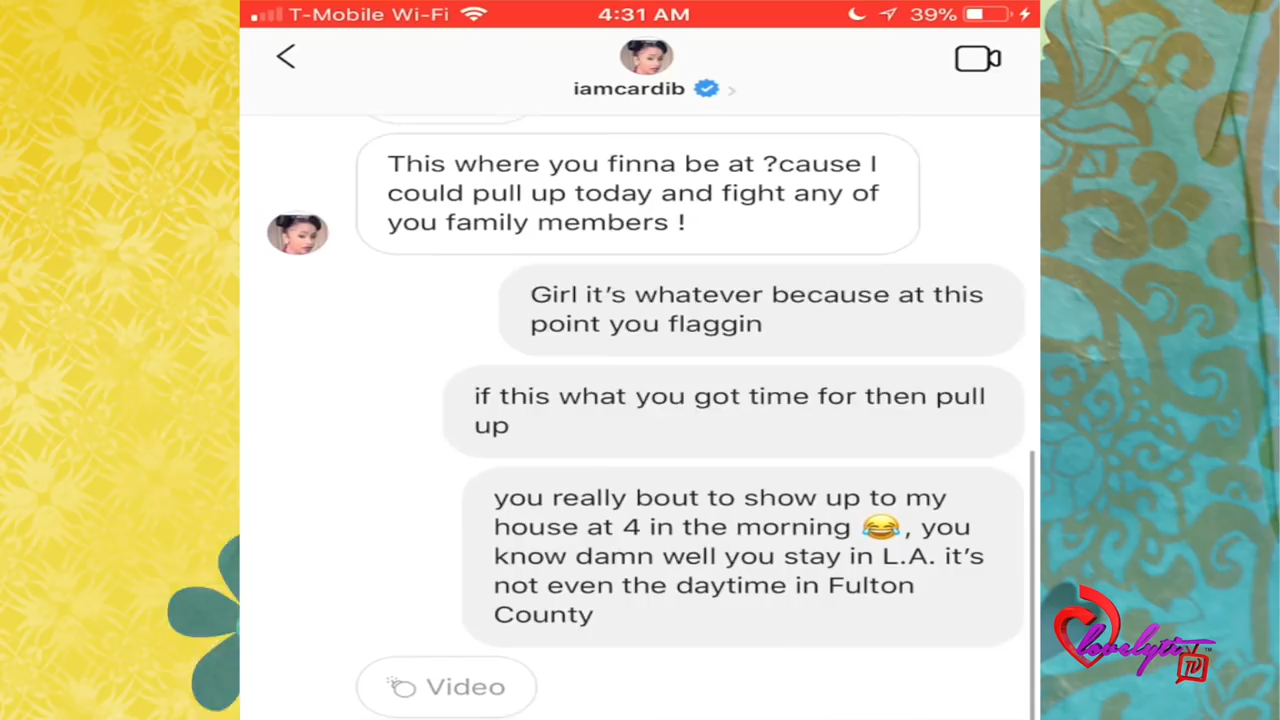 T-Mobile Wi-Fi 4:31 AM 39%
iamcardib
This where you finna be at ?cause I
could pull up today and fight any of
you family members !
Girl it's whatever because at this
point you flaggin
if this what you got time for then pull
up
you really bout to show up to my
house at 4 in the morning 😂, you
know damn well you stay in L.A. it's
not even the daytime in Fulton
County
Video
lovelyti
TV